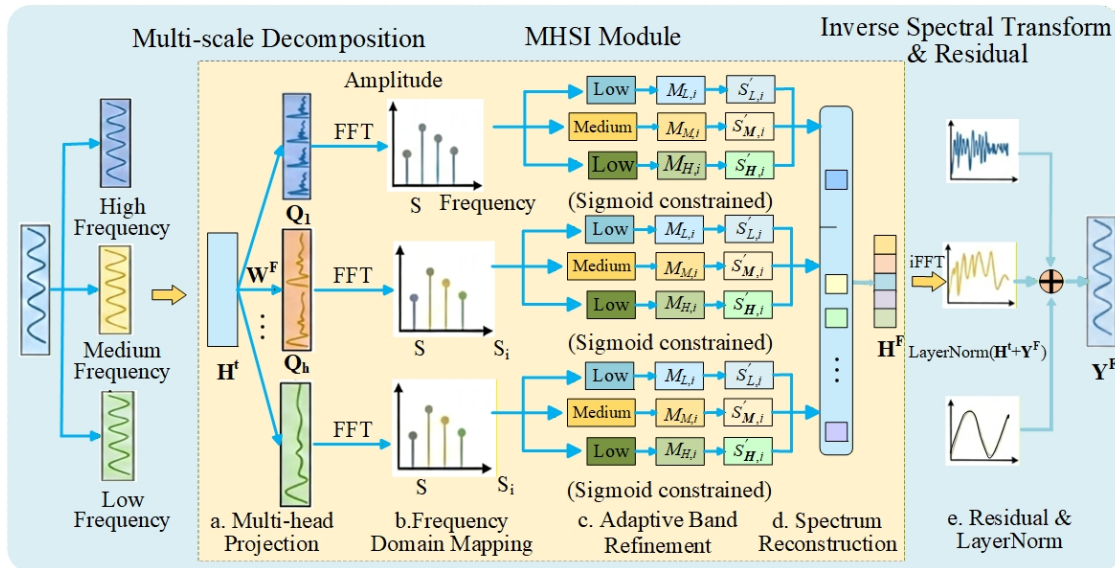 Multi-scale Decomposition
MHSI Module
Inverse Spectral Transform
& Residual
High
Frequency
Medium
Frequency
Low
Frequency
H^t
W^F
⋮
Q_1
Q_h
FFT
FFT
FFT
Amplitude
S
Frequency
S
S_i
S
S_i
Low
M_{L,i}
S'_{L,i}
Medium
M_{M,i}
S'_{M,i}
Low
M_{H,i}
S'_{H,i}
(Sigmoid constrained)
Low
M_{L,i}
S'_{L,i}
Medium
M_{M,i}
S'_{M,i}
Low
M_{H,i}
S'_{H,i}
(Sigmoid constrained)
Low
M_{L,i}
S'_{L,i}
Medium
M_{M,i}
S'_{M,i}
Low
M_{H,i}
S'_{H,i}
(Sigmoid constrained)
⋮
H^F
iFFT
LayerNorm(H^t+Y^F)
Y^F
a. Multi-head
Projection
b.Frequency
Domain Mapping
c. Adaptive Band
Refinement
d. Spectrum
Reconstruction
e. Residual &
LayerNorm